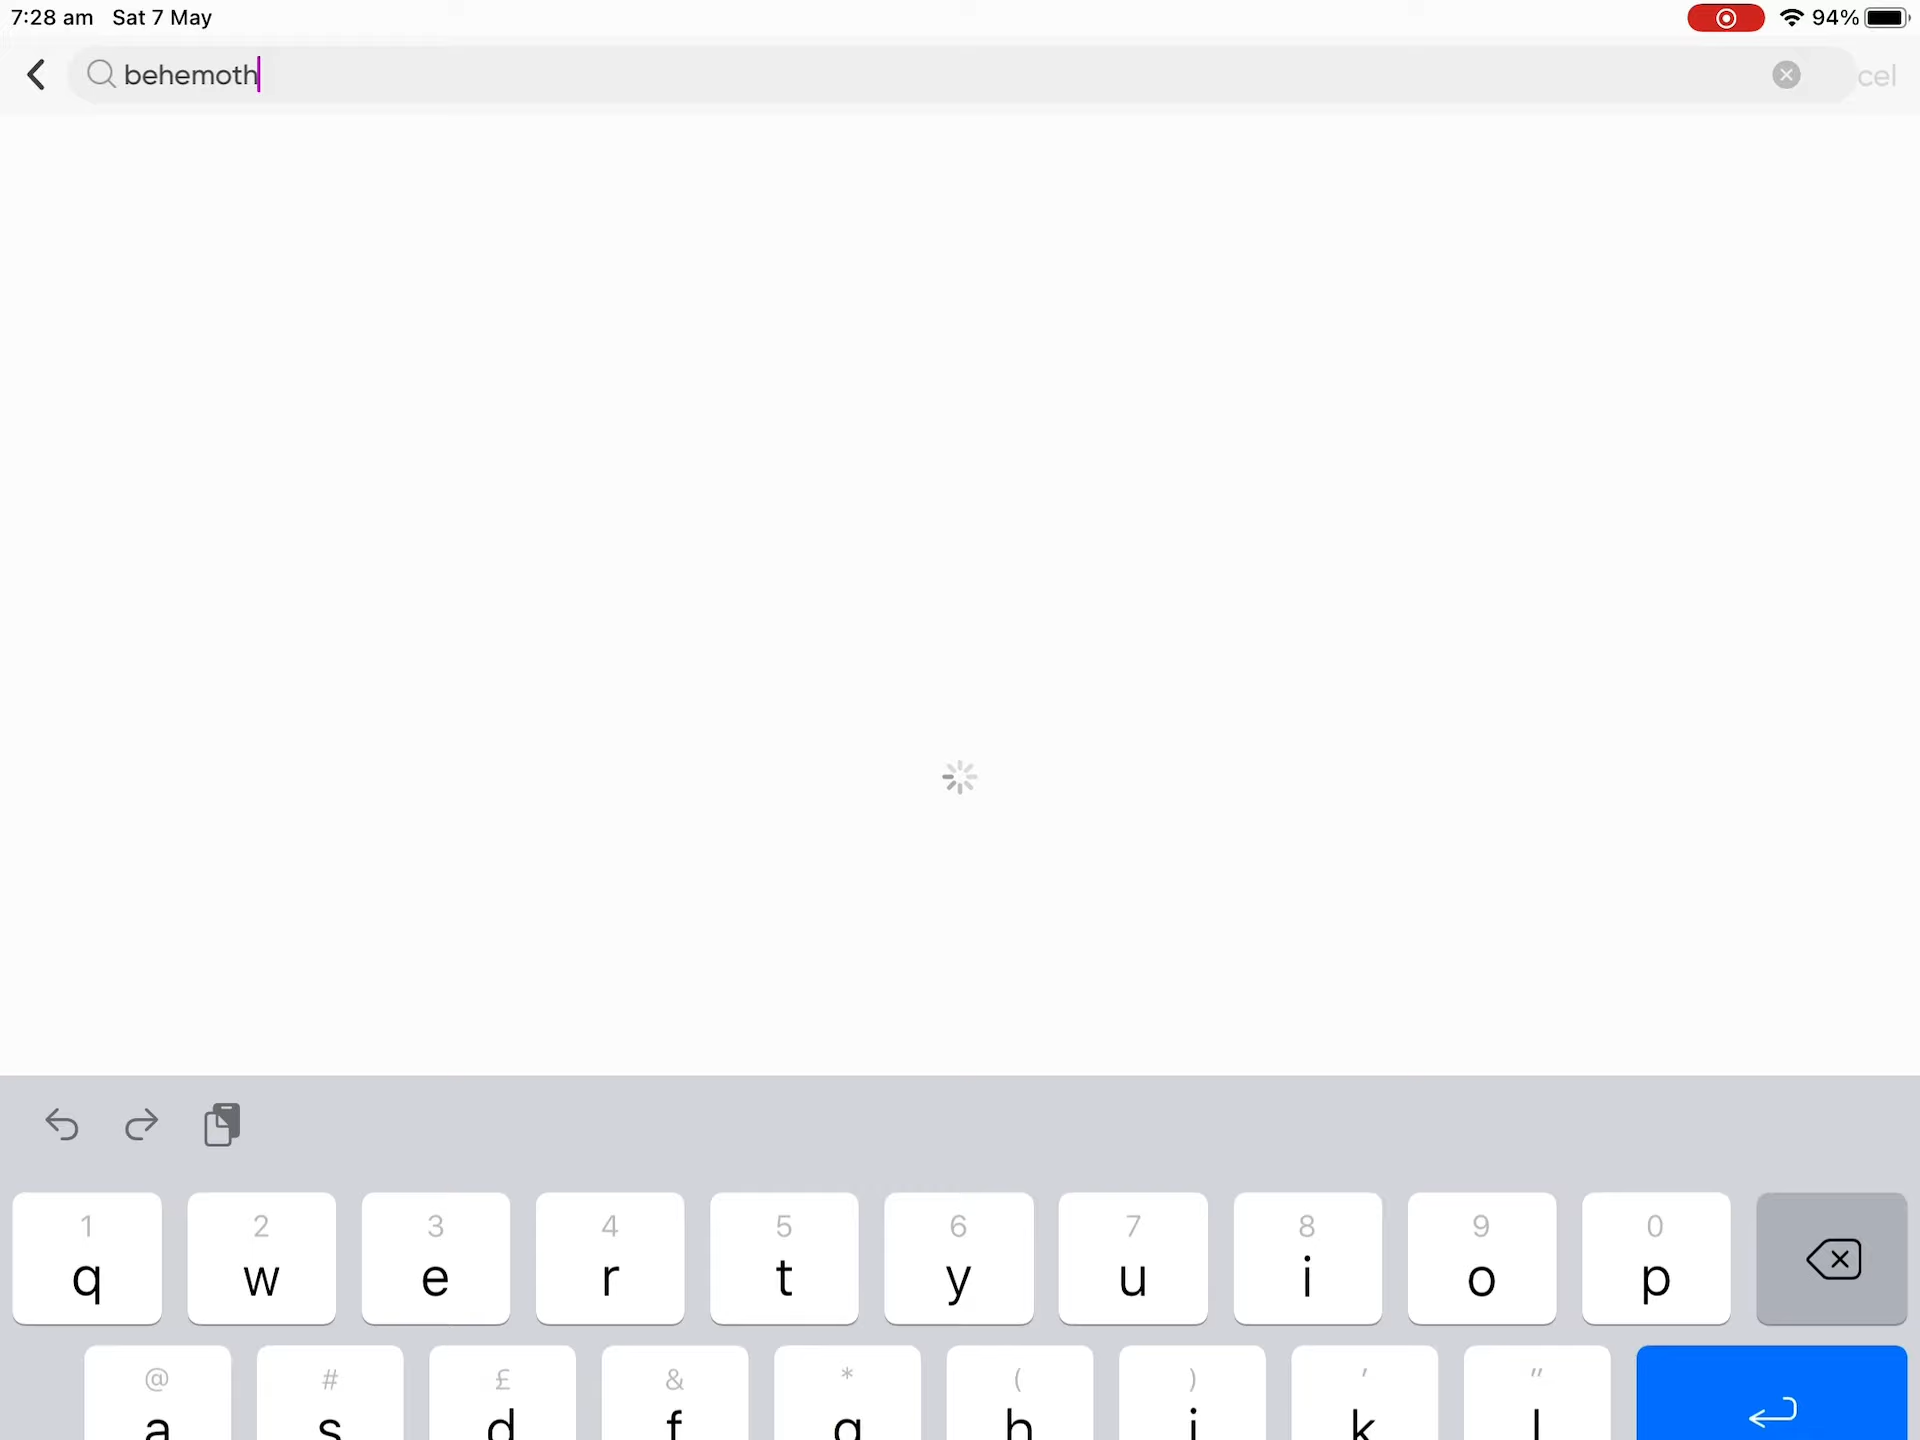 7:28 am Sat 7 May
94%
behemoth
cel
1 2 3 4 5 6 7 8 9 0
q w e r t y u i o p
@ # £ & * ( ) ' "
a s d f g h j k l